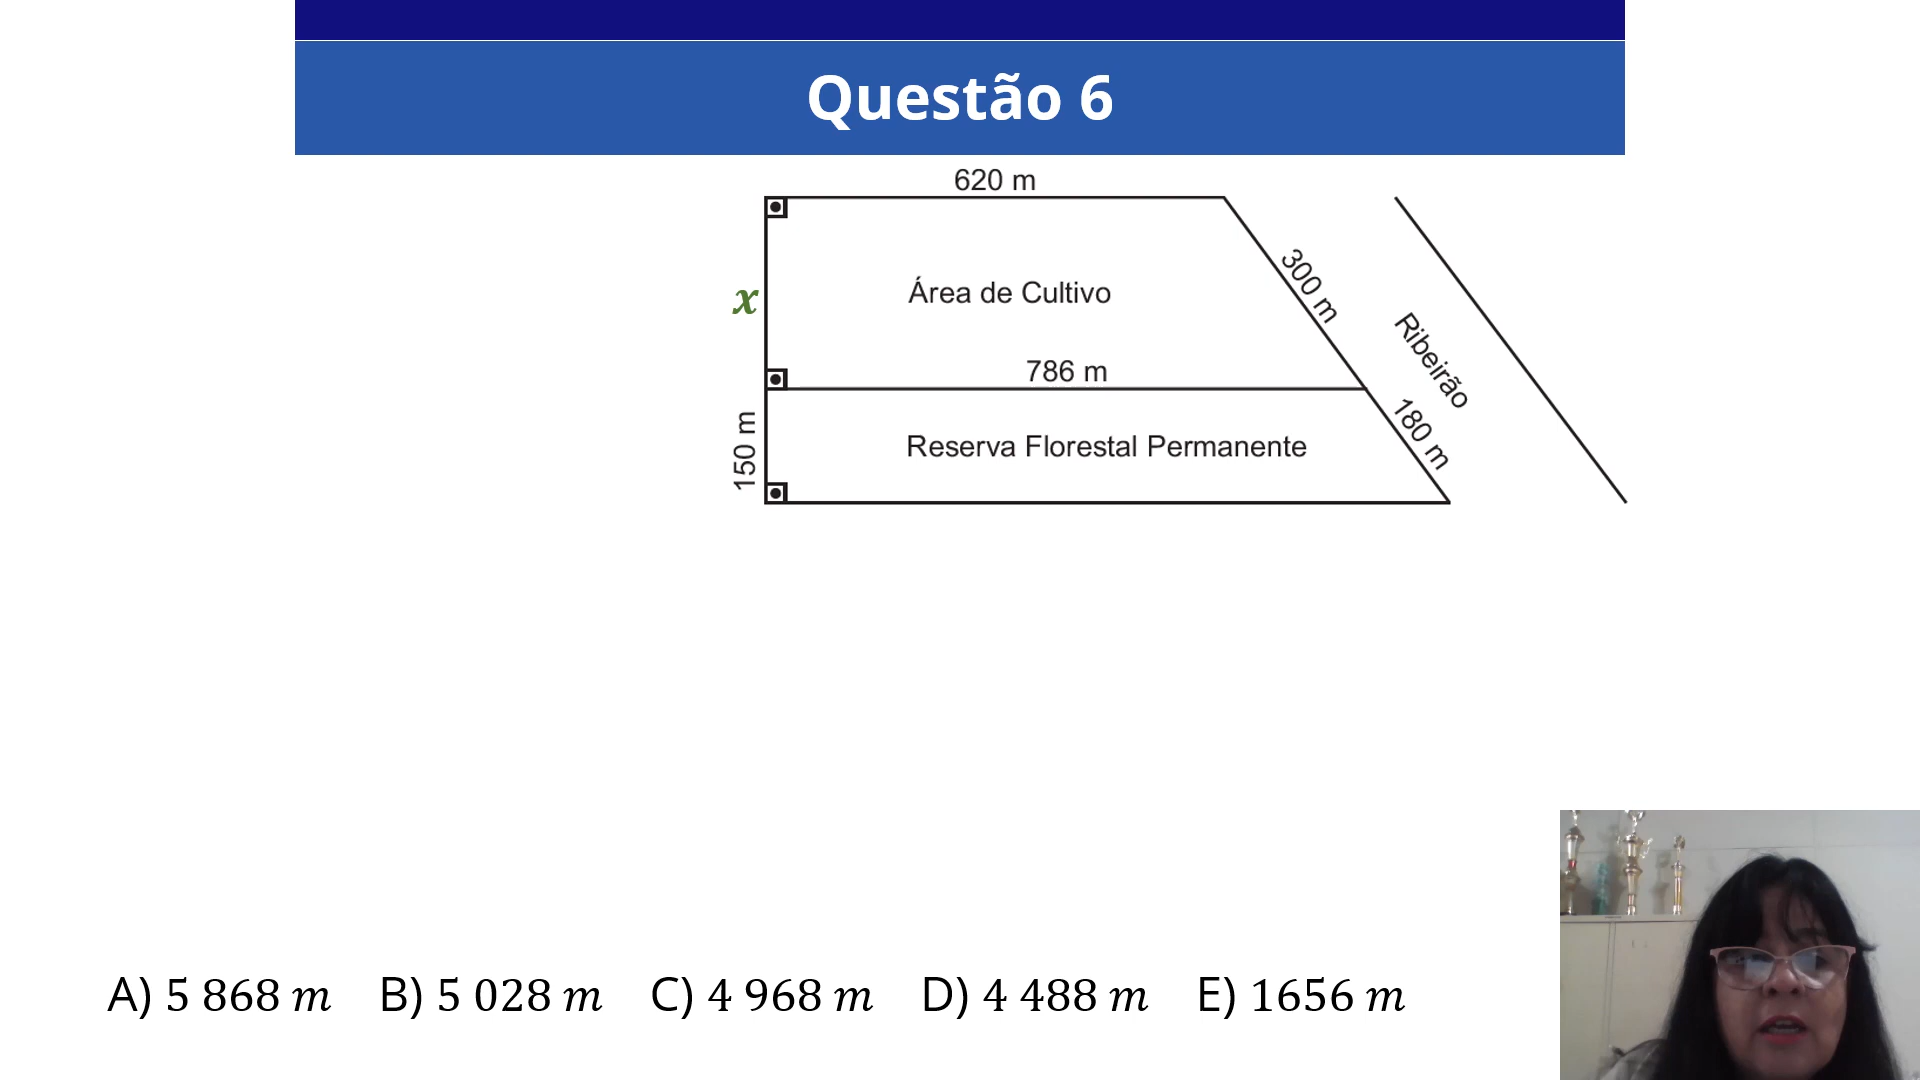 Questão 6
620 m
Área de Cultivo
300 m
x
Ribeirão
786 m
180 m
150 m
Reserva Florestal Permanente
A) 5 868 m B) 5 028 m C) 4 968 m D) 4 488 m E) 1656 m